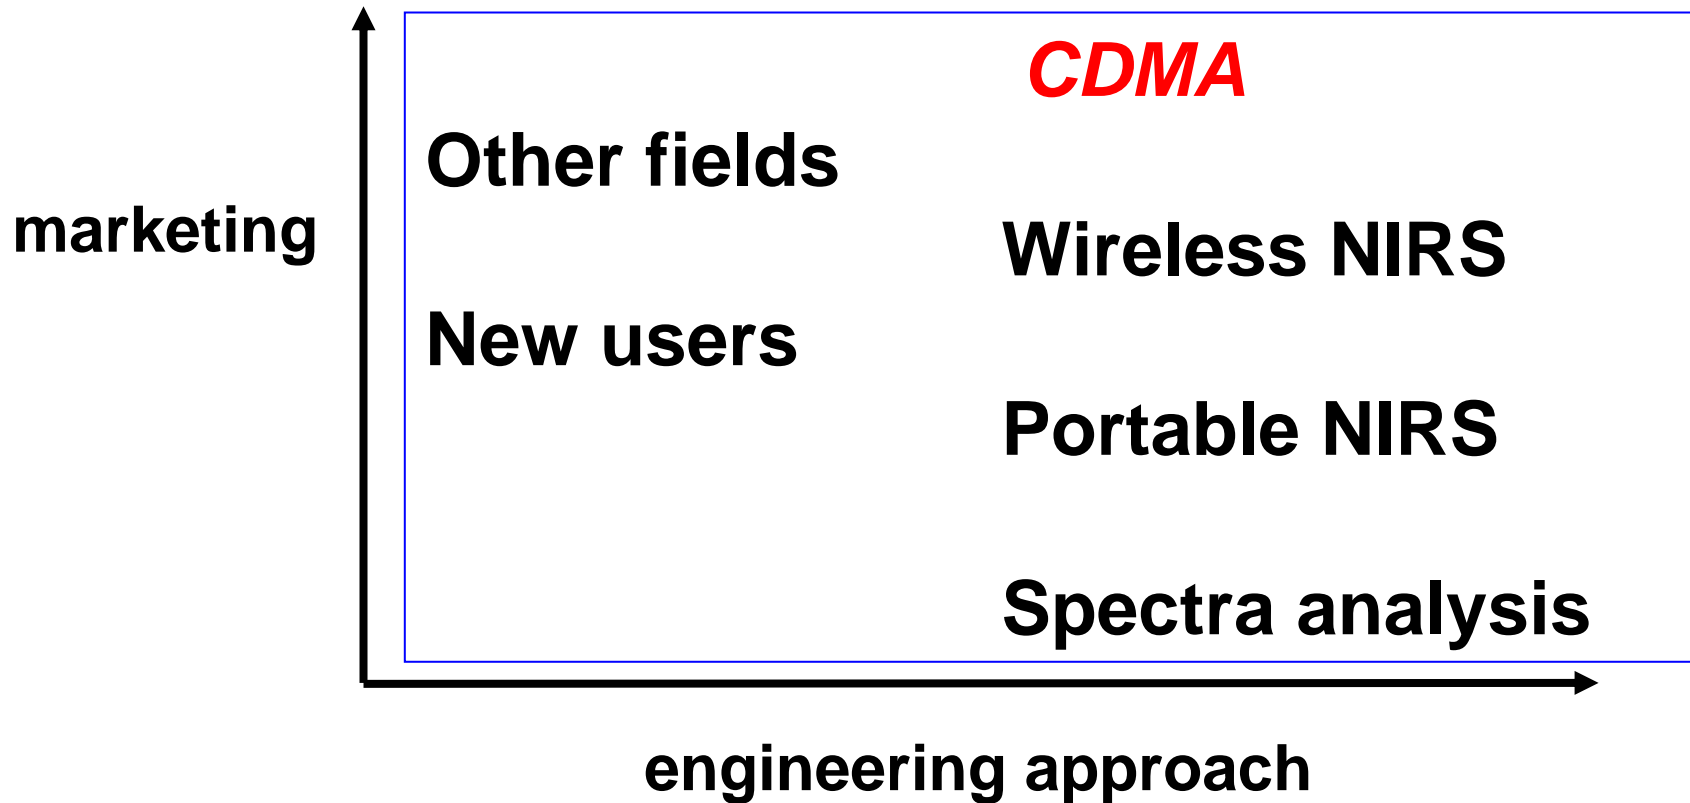 CDMA
Other fields
marketing
Wireless NIRS
New users
Portable NIRS
Spectra analysis
engineering approach